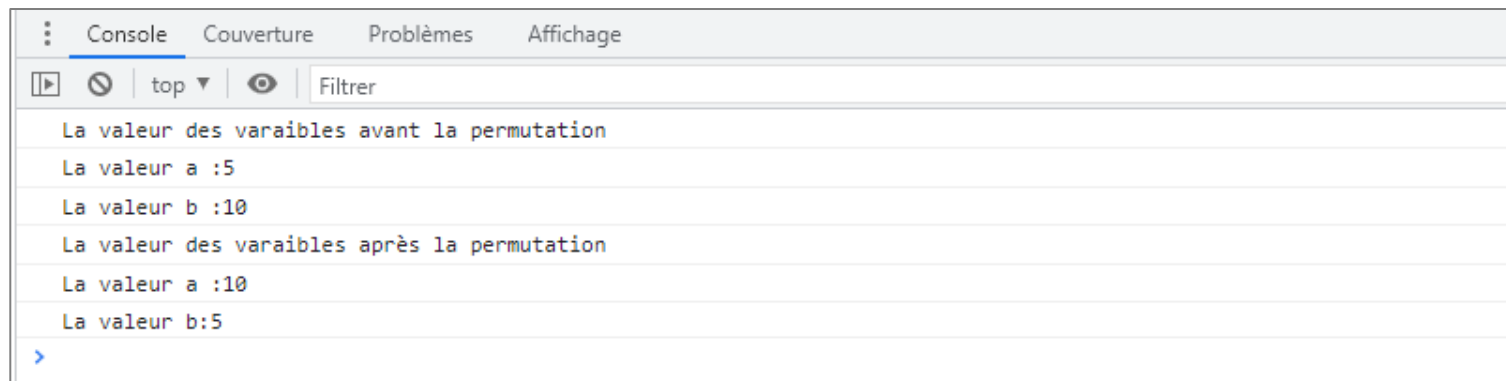 Console Couverture Problèmes Affichage
top ▼ Filtrer
La valeur des varaibles avant la permutation
La valeur a :5
La valeur b :10
La valeur des varaibles après la permutation
La valeur a :10
La valeur b:5
>